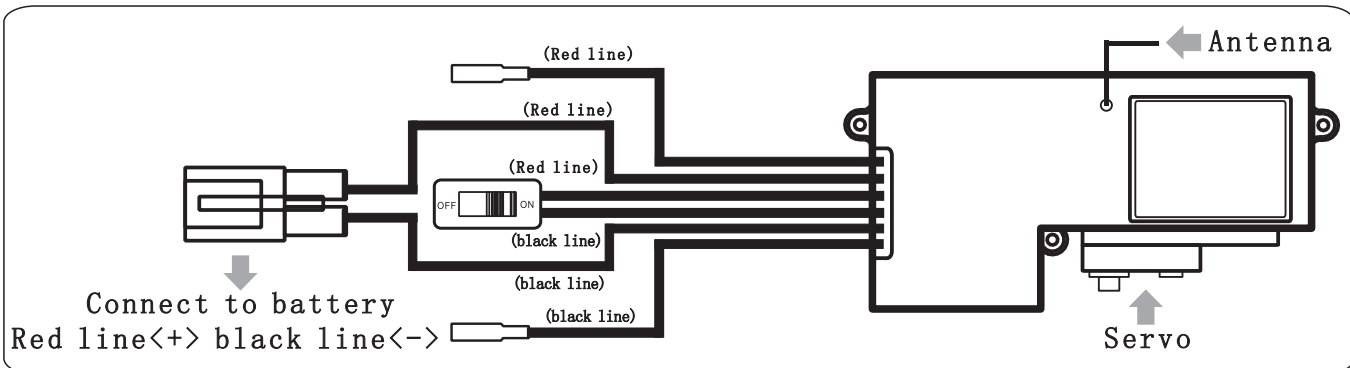 (Red line)
Antenna
(Red line)
(Red line)
OFF
ON
(black line)
(black line)
Connect to battery
(black line)
Red line<+> black line<->
Servo